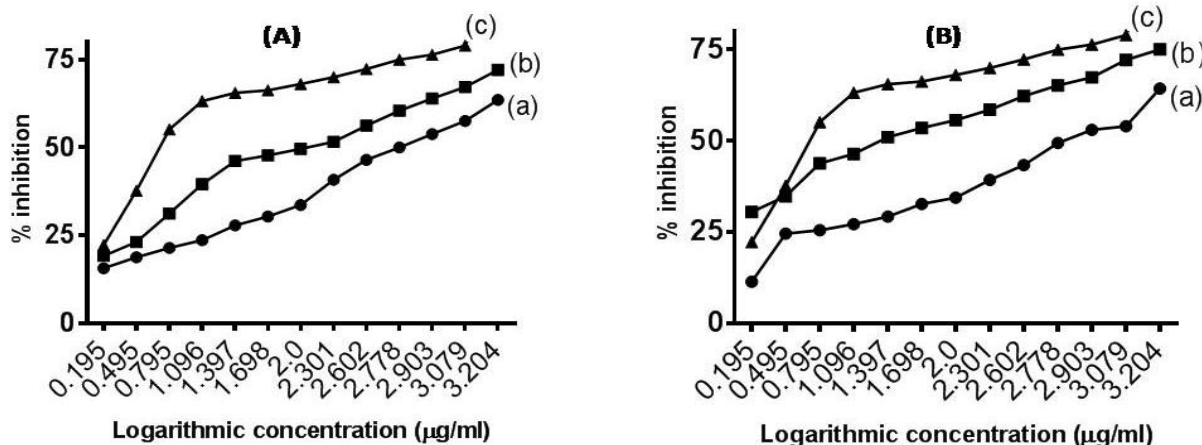 (A)
(c)
(b)
(a)
75
50
25
0
% inhibition
0.195
0.495
0.795
1.096
1.397
1.698
2.0
2.301
2.602
2.778
2.903
3.079
3.204
Logarithmic concentration (µg/ml)
(B)
(c)
(b)
(a)
75
50
25
0
% inhibition
0.195
0.495
0.795
1.096
1.397
1.698
2.0
2.301
2.602
2.778
2.903
3.079
3.204
Logarithmic concentration (µg/ml)